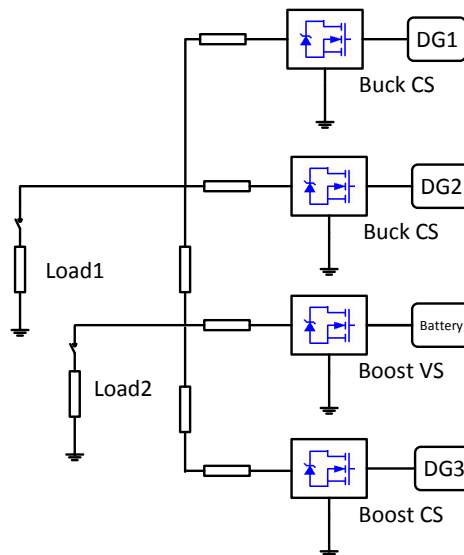 DG1
Buck CS
DG2
Buck CS
Load1
Battery
Boost VS
Load2
DG3
Boost CS